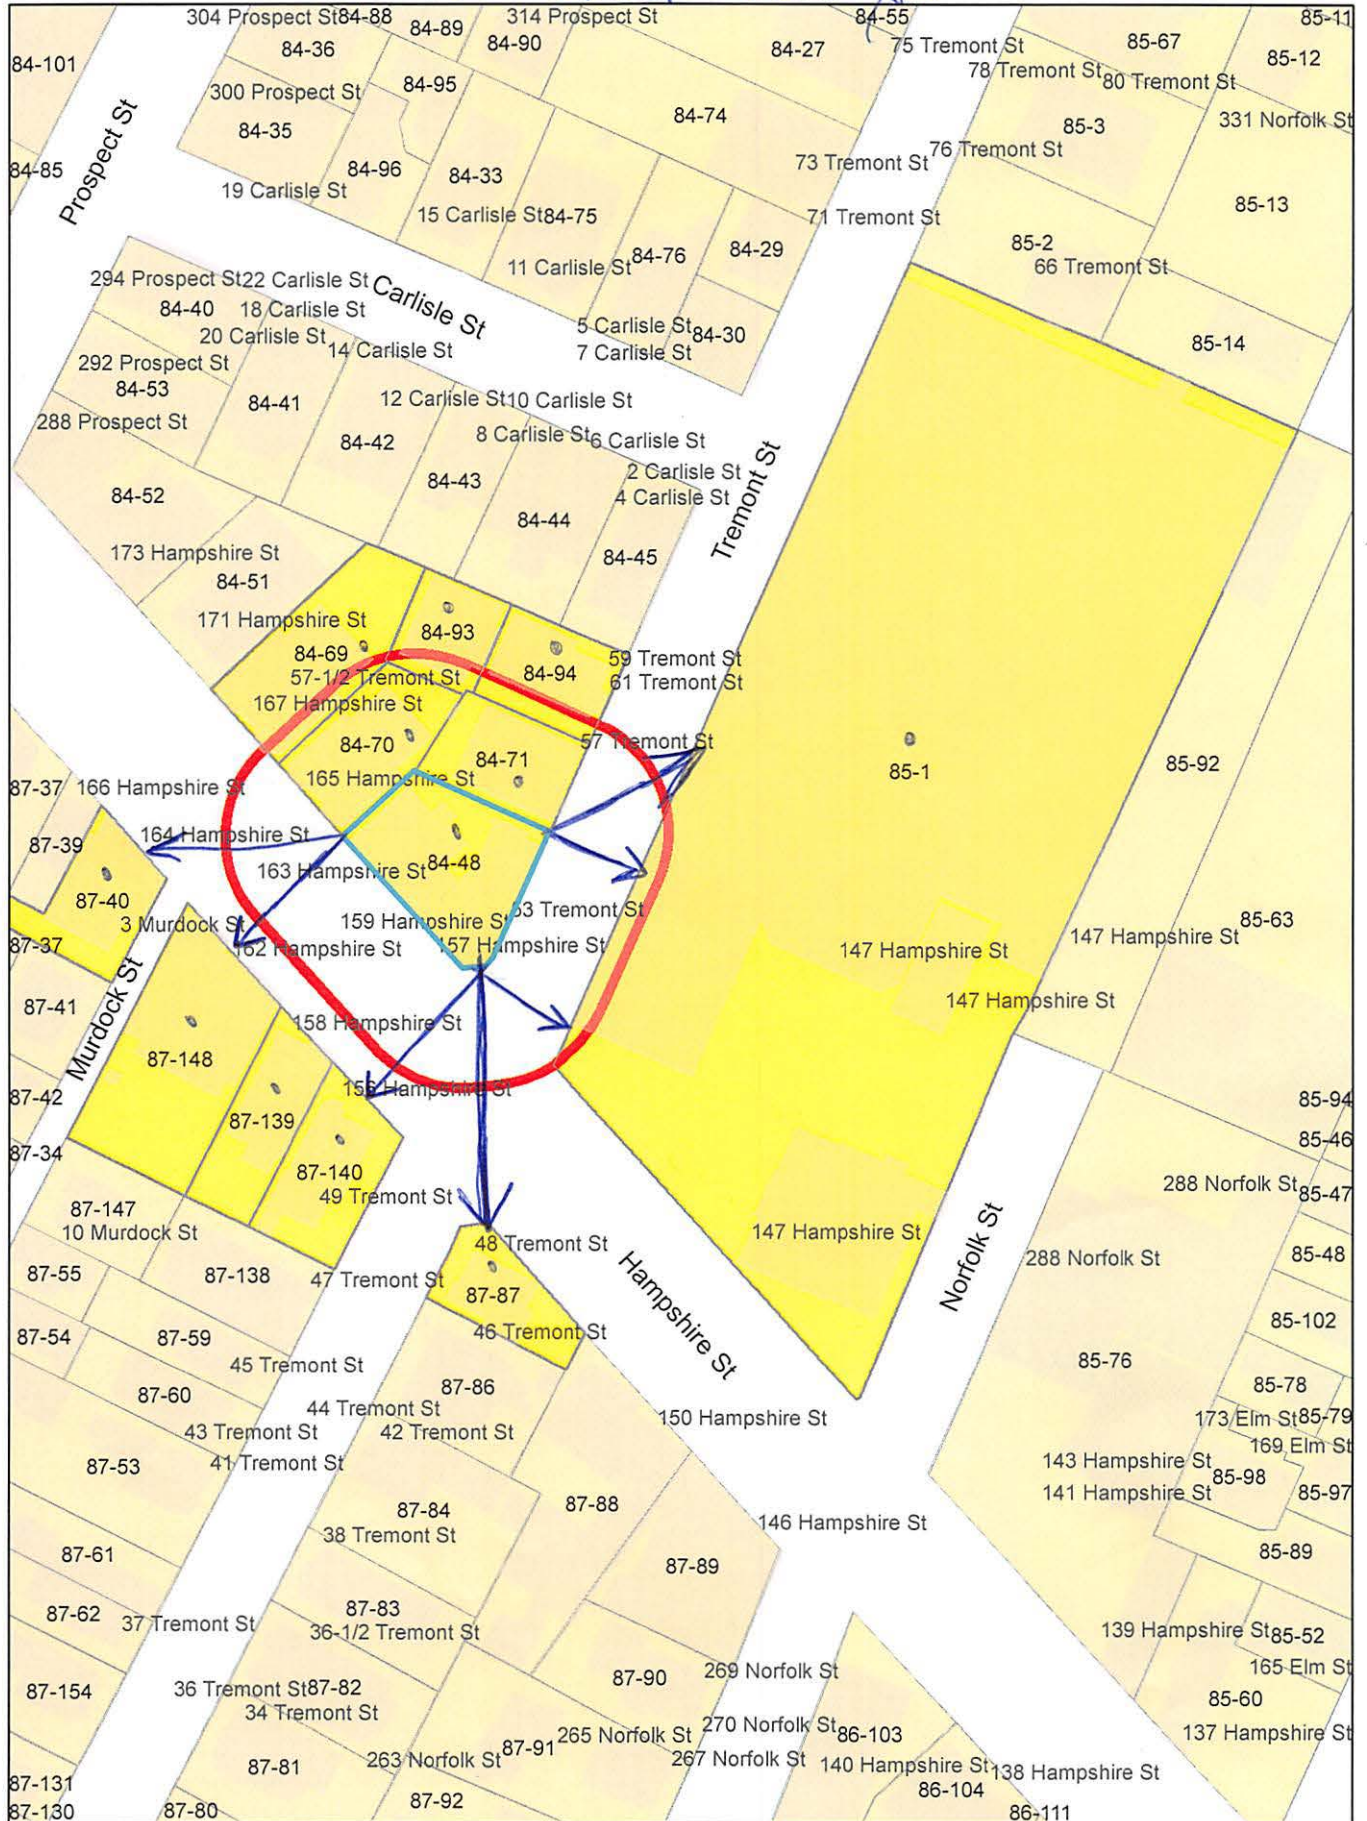 304 Prospect St 84-88 314 Prospect St 84-55 85-11
84-89 75 Tremont St 85-67
84-36 84-90 84-27 85-12
84-101 78 Tremont St 80 Tremont St
300 Prospect St 84-95
84-35 84-74 85-3 331 Norfolk St
Prospect St
84-85 84-96 84-33 73 Tremont St 76 Tremont St
19 Carlisle St
15 Carlisle St 84-75 71 Tremont St 85-13
84-29 85-2
11 Carlisle St 84-76 66 Tremont St
294 Prospect St 22 Carlisle St Carlisle St
84-40 18 Carlisle St
20 Carlisle St 5 Carlisle St 84-30
14 Carlisle St 7 Carlisle St 85-14
292 Prospect St
84-53
84-41 12 Carlisle St 10 Carlisle St
288 Prospect St
84-42 8 Carlisle St 6 Carlisle St
84-43 2 Carlisle St
84-52 4 Carlisle St
Tremont St
84-44
173 Hampshire St 84-45
84-51
171 Hampshire St
84-93
84-69 59 Tremont St
57-1/2 Tremont St 84-94 61 Tremont St
167 Hampshire St
84-70 57 Tremont St
84-71
85-92
165 Hampshire St 85-1
87-37 166 Hampshire St
87-39 164 Hampshire St
163 Hampshire St 84-48
87-40
3 Murdock St 159 Hampshire St 53 Tremont St 85-63
87-37 162 Hampshire St 157 Hampshire St 147 Hampshire St 147 Hampshire St
87-41 147 Hampshire St
Murdock St
158 Hampshire St
87-148
156 Hampshire St
87-42 85-94
87-139
87-34 85-46
87-140
49 Tremont St 288 Norfolk St 85-47
87-147
10 Murdock St 147 Hampshire St
48 Tremont St Norfolk St
87-55 87-138 47 Tremont St 288 Norfolk St 85-48
87-87 Hampshire St
85-102
87-54 87-59 46 Tremont St
45 Tremont St 85-76
87-60 87-86 85-78
44 Tremont St 150 Hampshire St 173 Elm St 85-79
43 Tremont St 42 Tremont St 169 Elm St
87-53 41 Tremont St 143 Hampshire St
85-98
141 Hampshire St 85-97
87-84 87-88
38 Tremont St 146 Hampshire St
87-61 87-89 85-89
87-62 87-83
37 Tremont St 36-1/2 Tremont St 139 Hampshire St 85-52
269 Norfolk St 165 Elm St
87-154 36 Tremont St 87-82 87-90
34 Tremont St 85-60
265 Norfolk St 270 Norfolk St 86-103 137 Hampshire St
87-81 263 Norfolk St 87-91 267 Norfolk St 140 Hampshire St 138 Hampshire St
87-131 86-104
87-130 87-80 87-92 86-111